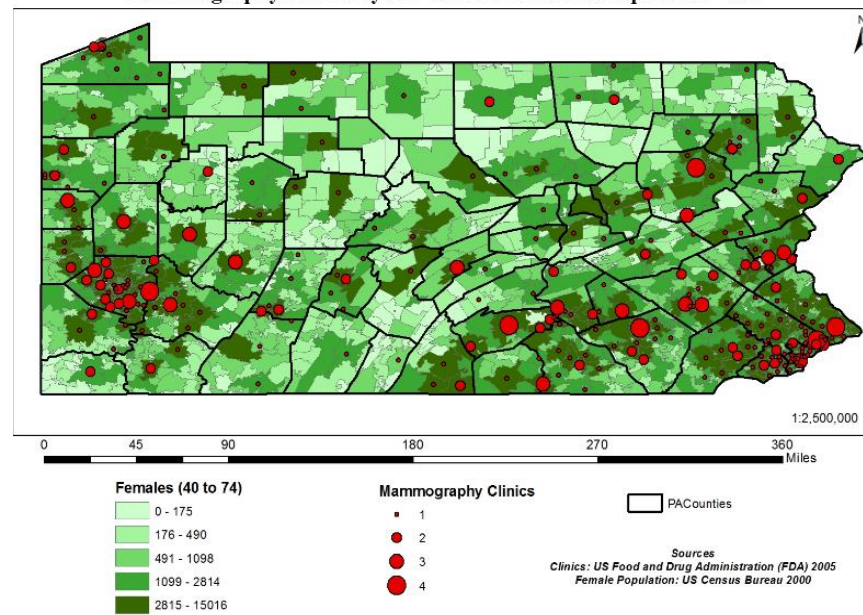 N
1:2,500,000
0 45 90 180 270 360
Miles
Females (40 to 74)
0 - 175
176 - 490
491 - 1098
1099 - 2814
2815 - 15016
Mammography Clinics
1
2
3
4
PACounties
Sources
Clinics: US Food and Drug Administration (FDA) 2005
Female Population: US Census Bureau 2000